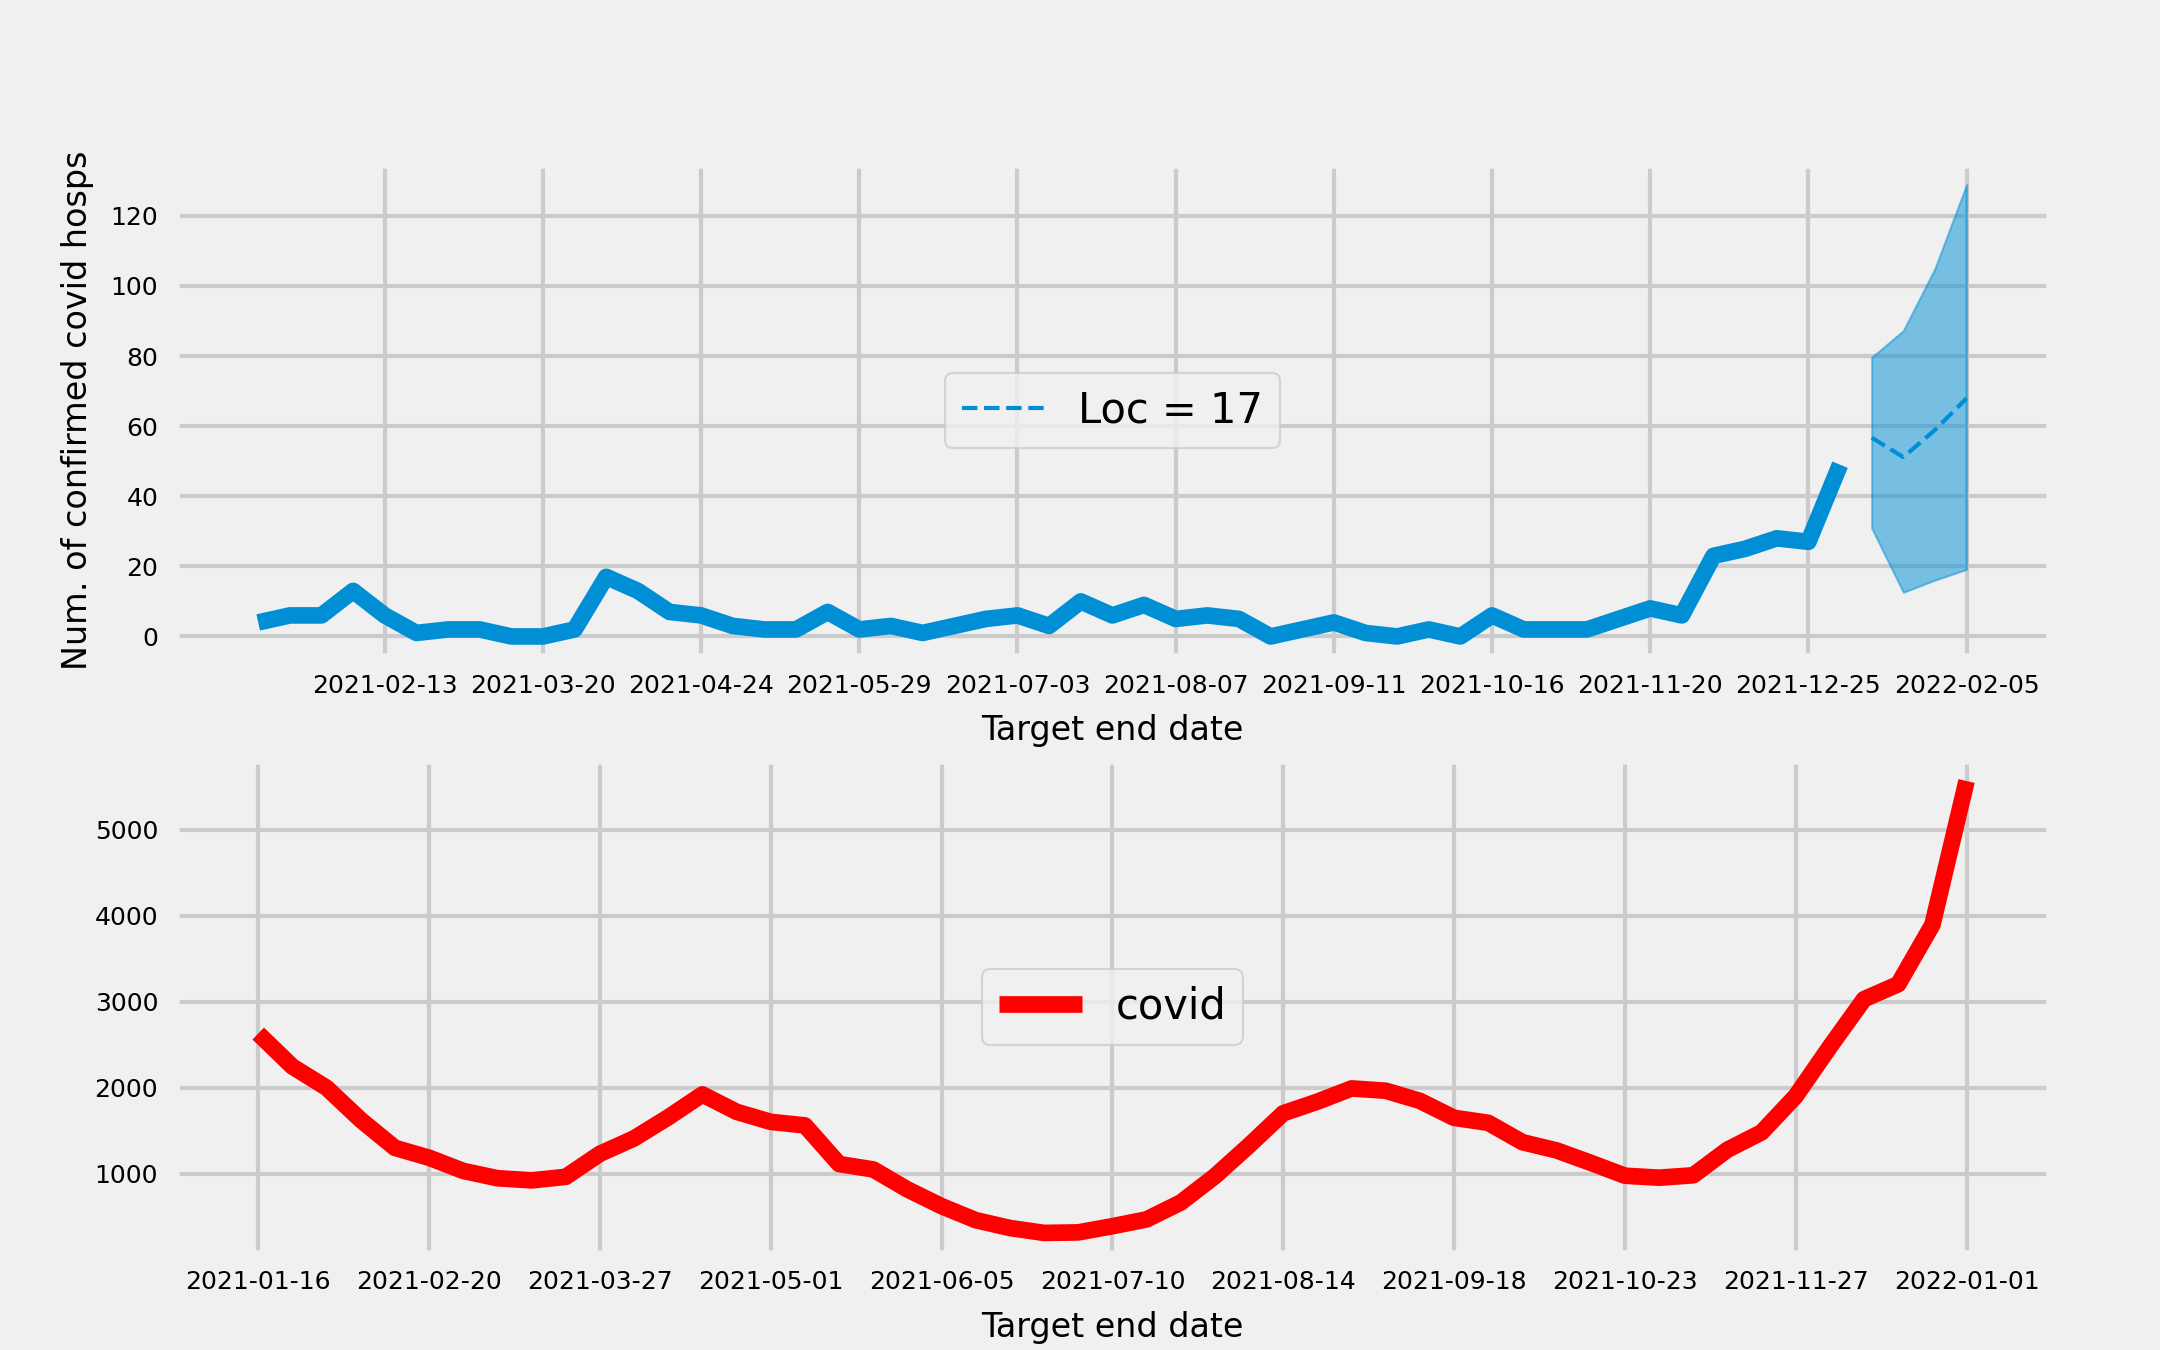 Num. of confirmed covid hosps
120
100
80
60
40
20
0
Loc = 17
2021-02-13 2021-03-20 2021-04-24 2021-05-29 2021-07-03 2021-08-07 2021-09-11 2021-10-16 2021-11-20 2021-12-25 2022-02-05
Target end date
5000
4000
3000
2000
1000
covid
2021-01-16 2021-02-20 2021-03-27 2021-05-01 2021-06-05 2021-07-10 2021-08-14 2021-09-18 2021-10-23 2021-11-27 2022-01-01
Target end date